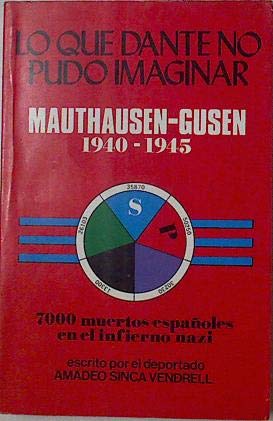 LO QUE DANTE NO
PUDO IMAGINAR
MAUTHAUSEN-GUSEN
1940-1945
35870
S
P
7000 muertos españoles
en el infierno nazi
escrito por el deportado
AMADEO SINCA VENDRELL